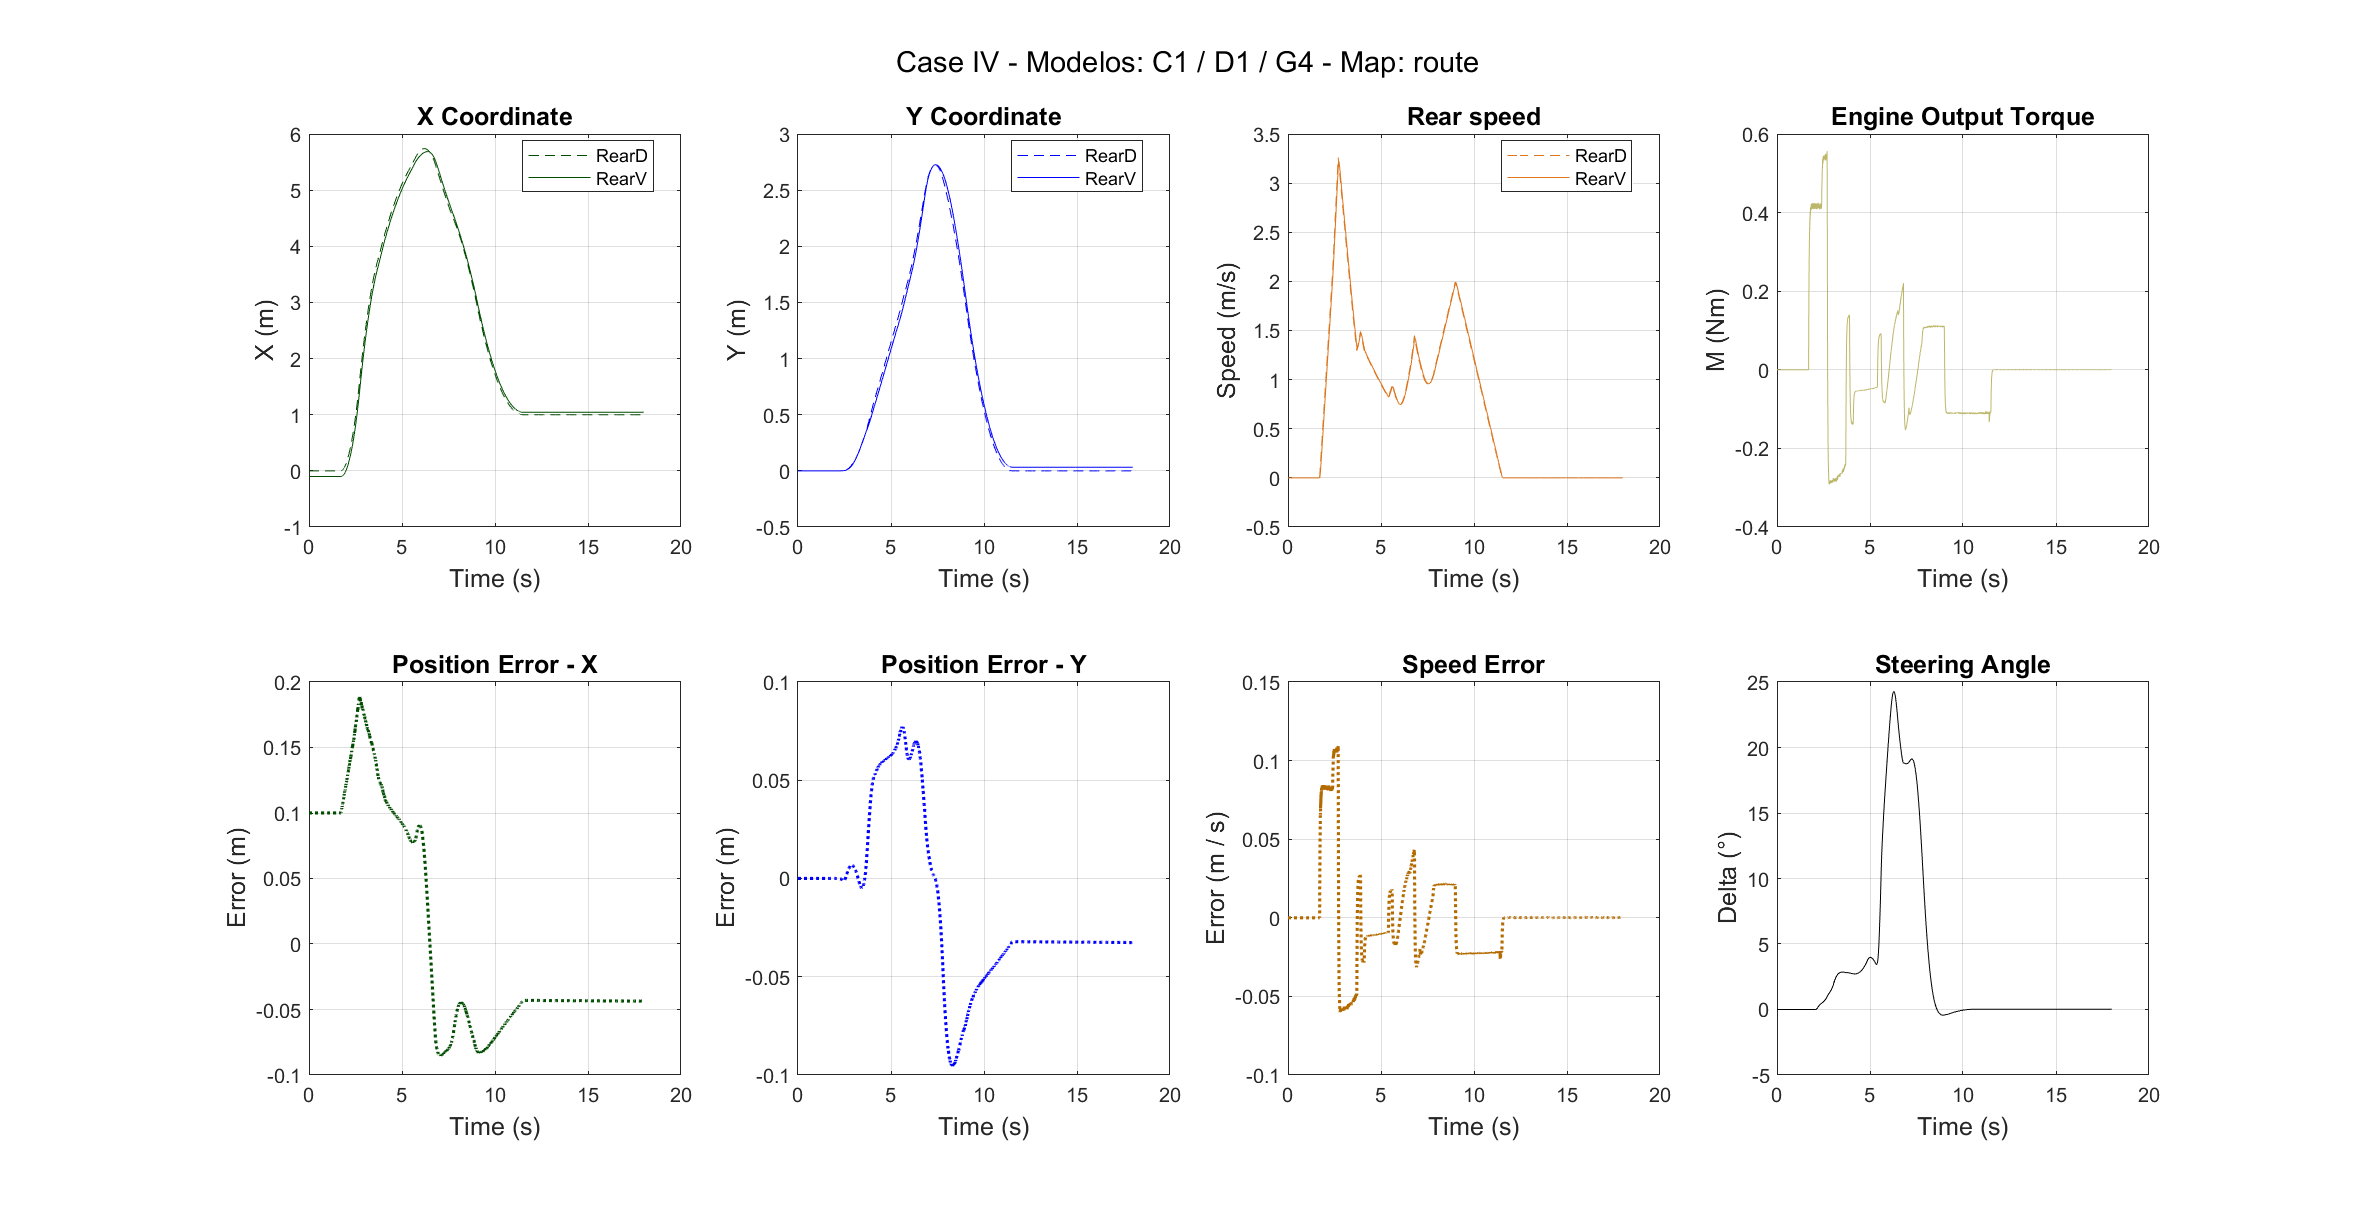 Case IV - Modelos: C1 / D1 / G4 - Map: route
X Coordinate
6
5
4
3
2
1
0
-1
X (m)
0 5 10 15 20
Time (s)
RearD
RearV
Y Coordinate
3
2.5
2
1.5
1
0.5
0
-0.5
Y (m)
0 5 10 15 20
Time (s)
RearD
RearV
Rear speed
3.5
3
2.5
2
1.5
1
0.5
0
-0.5
Speed (m/s)
0 5 10 15 20
Time (s)
RearD
RearV
Engine Output Torque
0.6
0.4
0.2
0
-0.2
-0.4
M (Nm)
0 5 10 15 20
Time (s)
Position Error - X
0.2
0.15
0.1
0.05
0
-0.05
-0.1
Error (m)
0 5 10 15 20
Time (s)
Position Error - Y
0.1
0.05
0
-0.05
-0.1
Error (m)
0 5 10 15 20
Time (s)
Speed Error
0.15
0.1
0.05
0
-0.05
-0.1
Error (m / s)
0 5 10 15 20
Time (s)
Steering Angle
25
20
15
10
5
0
-5
Delta (°)
0 5 10 15 20
Time (s)